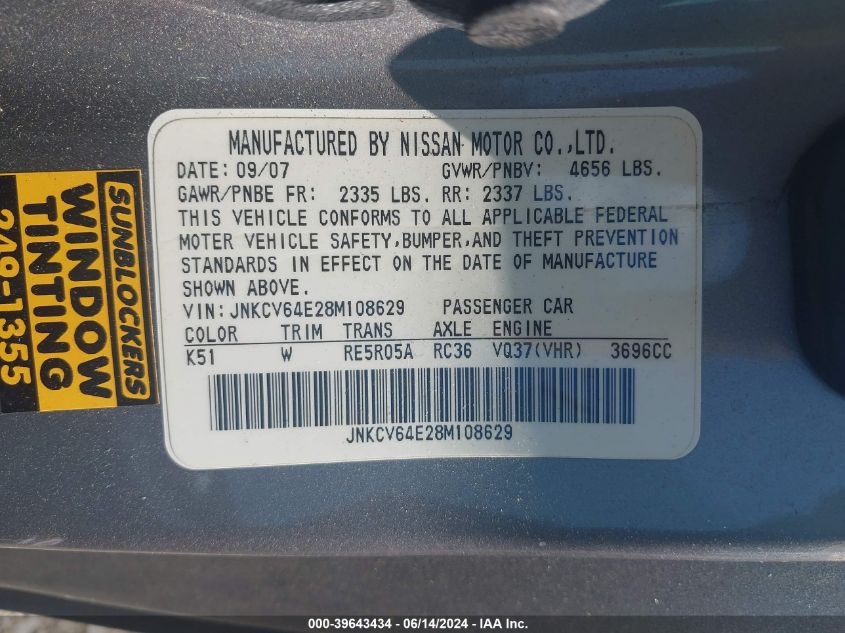 MANUFACTURED BY NISSAN MOTOR CO.,LTD.
DATE: 09/07 GVWR/PNBV: 4656 LBS.
GAWR/PNBE FR: 2335 LBS. RR: 2337 LBS.
THIS VEHICLE CONFORMS TO ALL APPLICABLE FEDERAL
MOTER VEHICLE SAFETY,BUMPER,AND THEFT PREVENTION
STANDARDS IN EFFECT ON THE DATE OF MANUFACTURE
SHOWN ABOVE.
VIN:JNKCV64E28M108629 PASSENGER CAR
COLOR TRIM TRANS AXLE ENGINE
K51 W RE5R05A RC36 VQ37(VHR) 3696CC
JNKCV64E28M108629
SUNBLOCKERS
WINDOW
TINTING
249-1355
000-39643434 - 06/14/2024 - IAAI.com